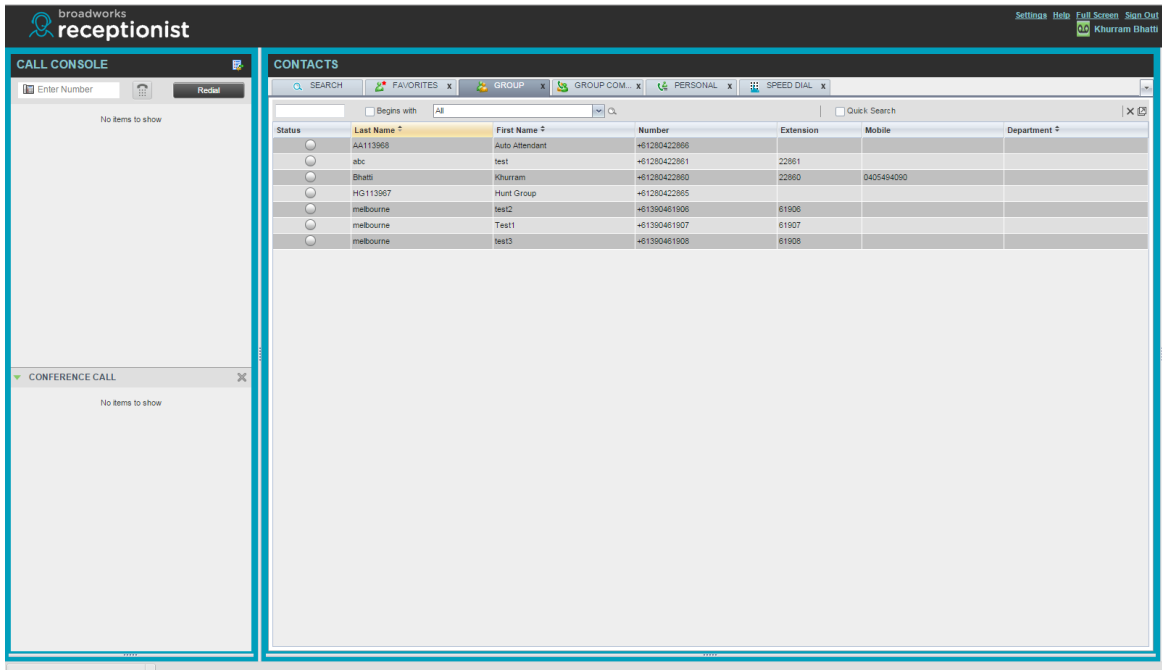 broadworks
receptionist
Settings Help Full Screen Sign Out
Khurram Bhatti
CALL CONSOLE
Enter Number Redial
No items to show
CONFERENCE CALL
No items to show
CONTACTS
SEARCH FAVORITES x GROUP x GROUP COM... x PERSONAL x SPEED DIAL x
Begins with All Quick Search
Status Last Name First Name Number Extension Mobile Department
AA113968 Auto Attendant +61280422866
abc test +61280422861 22861
Bhatti Khurram +61280422860 22860 0405494090
HG113967 Hunt Group +61280422865
melbourne test2 +61390461906 61906
melbourne Test1 +61390461907 61907
melbourne test3 +61390461908 61908